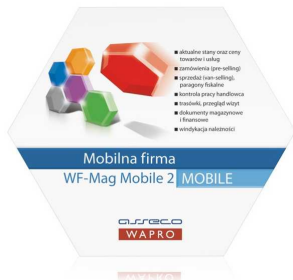 aktualne stany oraz ceny
towarów i usług
zamówienia (pre-selling)
sprzedaż (van-selling),
paragony fiskalne
kontrola pracy handlowca
trasówki, przegląd wizyt
dokumenty magazynowe
i finansowe
windykacja należności
Mobilna firma
WF-Mag Mobile 2 MOBILE
asseco
WAPRO